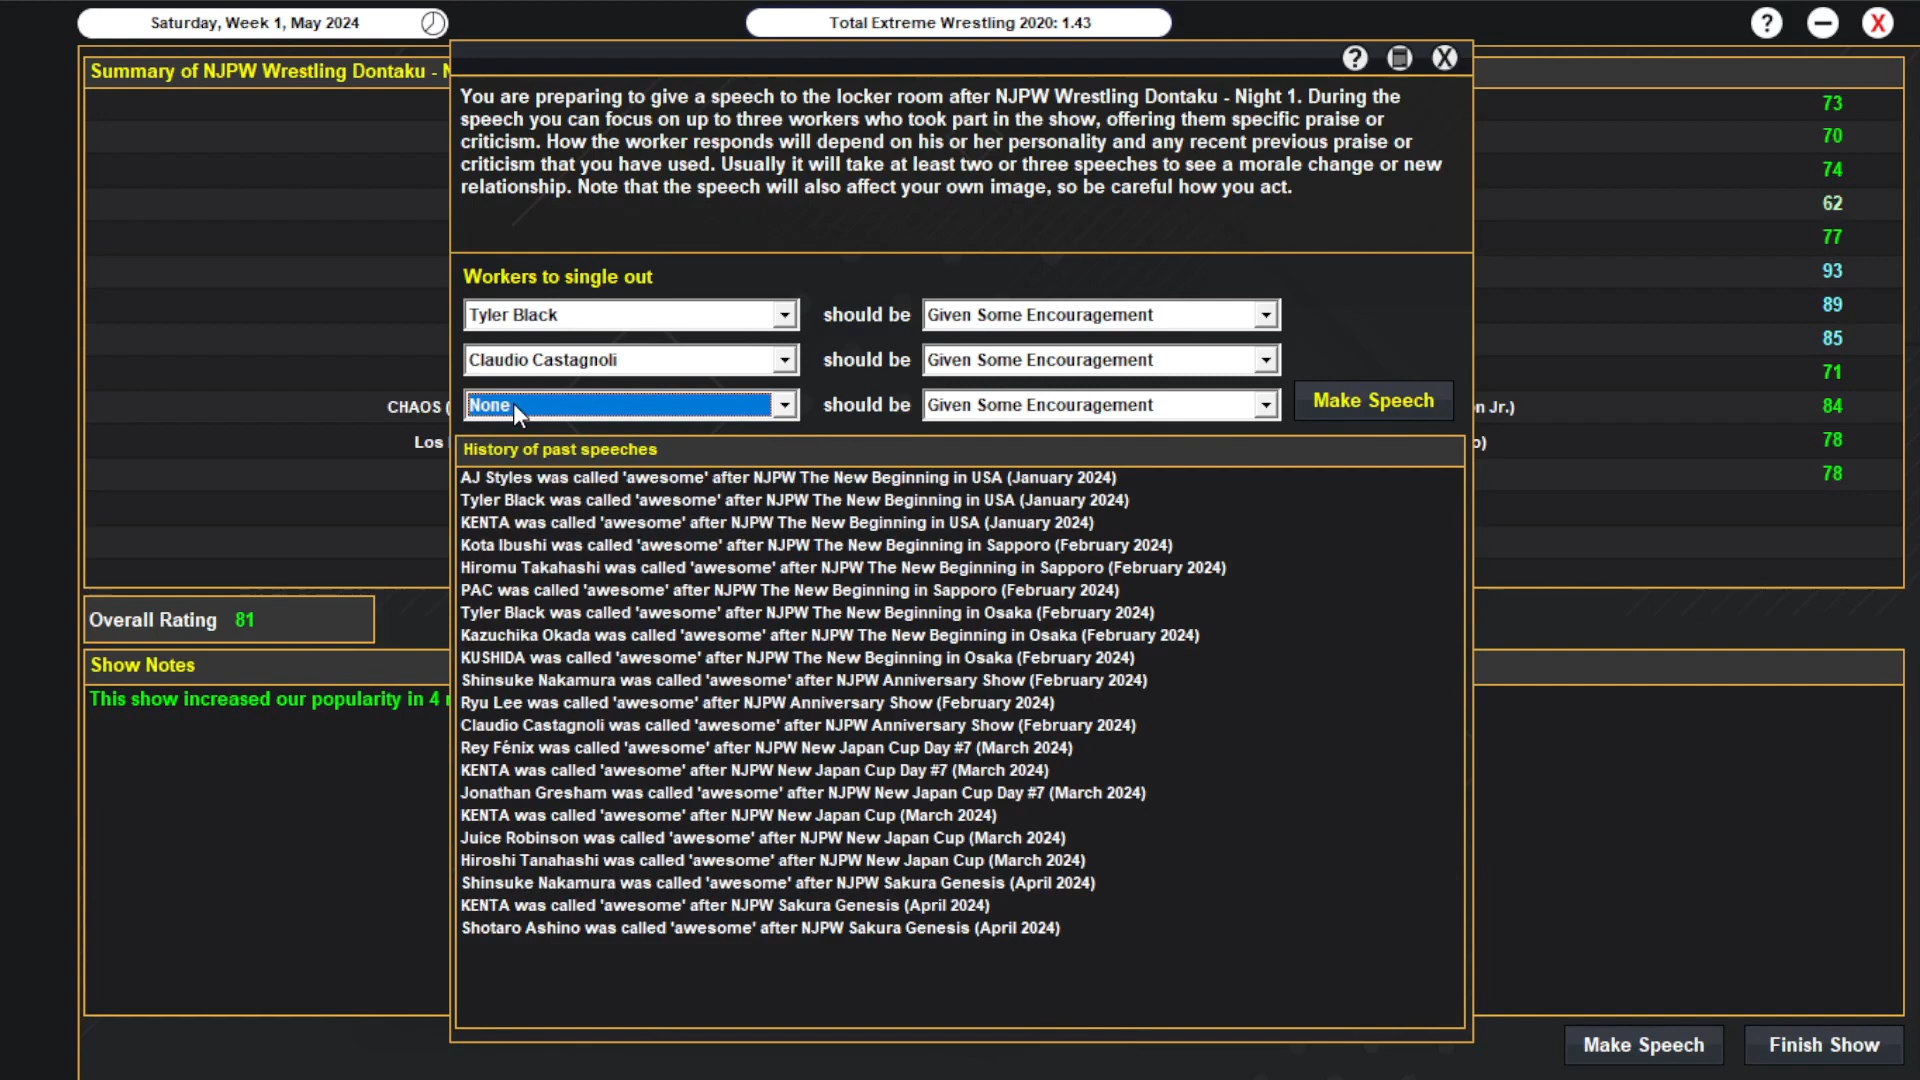 Saturday, Week 1, May 2024
Total Extreme Wrestling 2020: 1.43
? X
Summary of NJPW Wrestling Dontaku -
? X
You are preparing to give a speech to the locker room after NJPW Wrestling Dontaku - Night 1. During the
speech you can focus on up to three workers who took part in the show, offering them specific praise or
criticism. How the worker responds will depend on his or her personality and any recent previous praise or
criticism that you have used. Usually it will take at least two or three speeches to see a morale change or new
relationship. Note that the speech will also affect your own image, so be careful how you act.
73
70
74
62
77
93
89
85
71
84
78
78
Workers to single out
Tyler Black should be Given Some Encouragement
Claudio Castagnoli should be Given Some Encouragement
None should be Given Some Encouragement
Make Speech
CHAOS (
n Jr.)
Los
o)
History of past speeches
AJ Styles was called 'awesome' after NJPW The New Beginning in USA (January 2024)
Tyler Black was called 'awesome' after NJPW The New Beginning in USA (January 2024)
KENTA was called 'awesome' after NJPW The New Beginning in USA (January 2024)
Kota Ibushi was called 'awesome' after NJPW The New Beginning in Sapporo (February 2024)
Hiromu Takahashi was called 'awesome' after NJPW The New Beginning in Sapporo (February 2024)
PAC was called 'awesome' after NJPW The New Beginning in Sapporo (February 2024)
Tyler Black was called 'awesome' after NJPW The New Beginning in Osaka (February 2024)
Kazuchika Okada was called 'awesome' after NJPW The New Beginning in Osaka (February 2024)
KUSHIDA was called 'awesome' after NJPW The New Beginning in Osaka (February 2024)
Shinsuke Nakamura was called 'awesome' after NJPW Anniversary Show (February 2024)
Ryu Lee was called 'awesome' after NJPW Anniversary Show (February 2024)
Claudio Castagnoli was called 'awesome' after NJPW Anniversary Show (February 2024)
Rey Fénix was called 'awesome' after NJPW New Japan Cup Day #7 (March 2024)
KENTA was called 'awesome' after NJPW New Japan Cup Day #7 (March 2024)
Jonathan Gresham was called 'awesome' after NJPW New Japan Cup Day #7 (March 2024)
KENTA was called 'awesome' after NJPW New Japan Cup (March 2024)
Juice Robinson was called 'awesome' after NJPW New Japan Cup (March 2024)
Hiroshi Tanahashi was called 'awesome' after NJPW New Japan Cup (March 2024)
Shinsuke Nakamura was called 'awesome' after NJPW Sakura Genesis (April 2024)
KENTA was called 'awesome' after NJPW Sakura Genesis (April 2024)
Shotaro Ashino was called 'awesome' after NJPW Sakura Genesis (April 2024)
Overall Rating 81
Show Notes
This show increased our popularity in 4
Make Speech
Finish Show